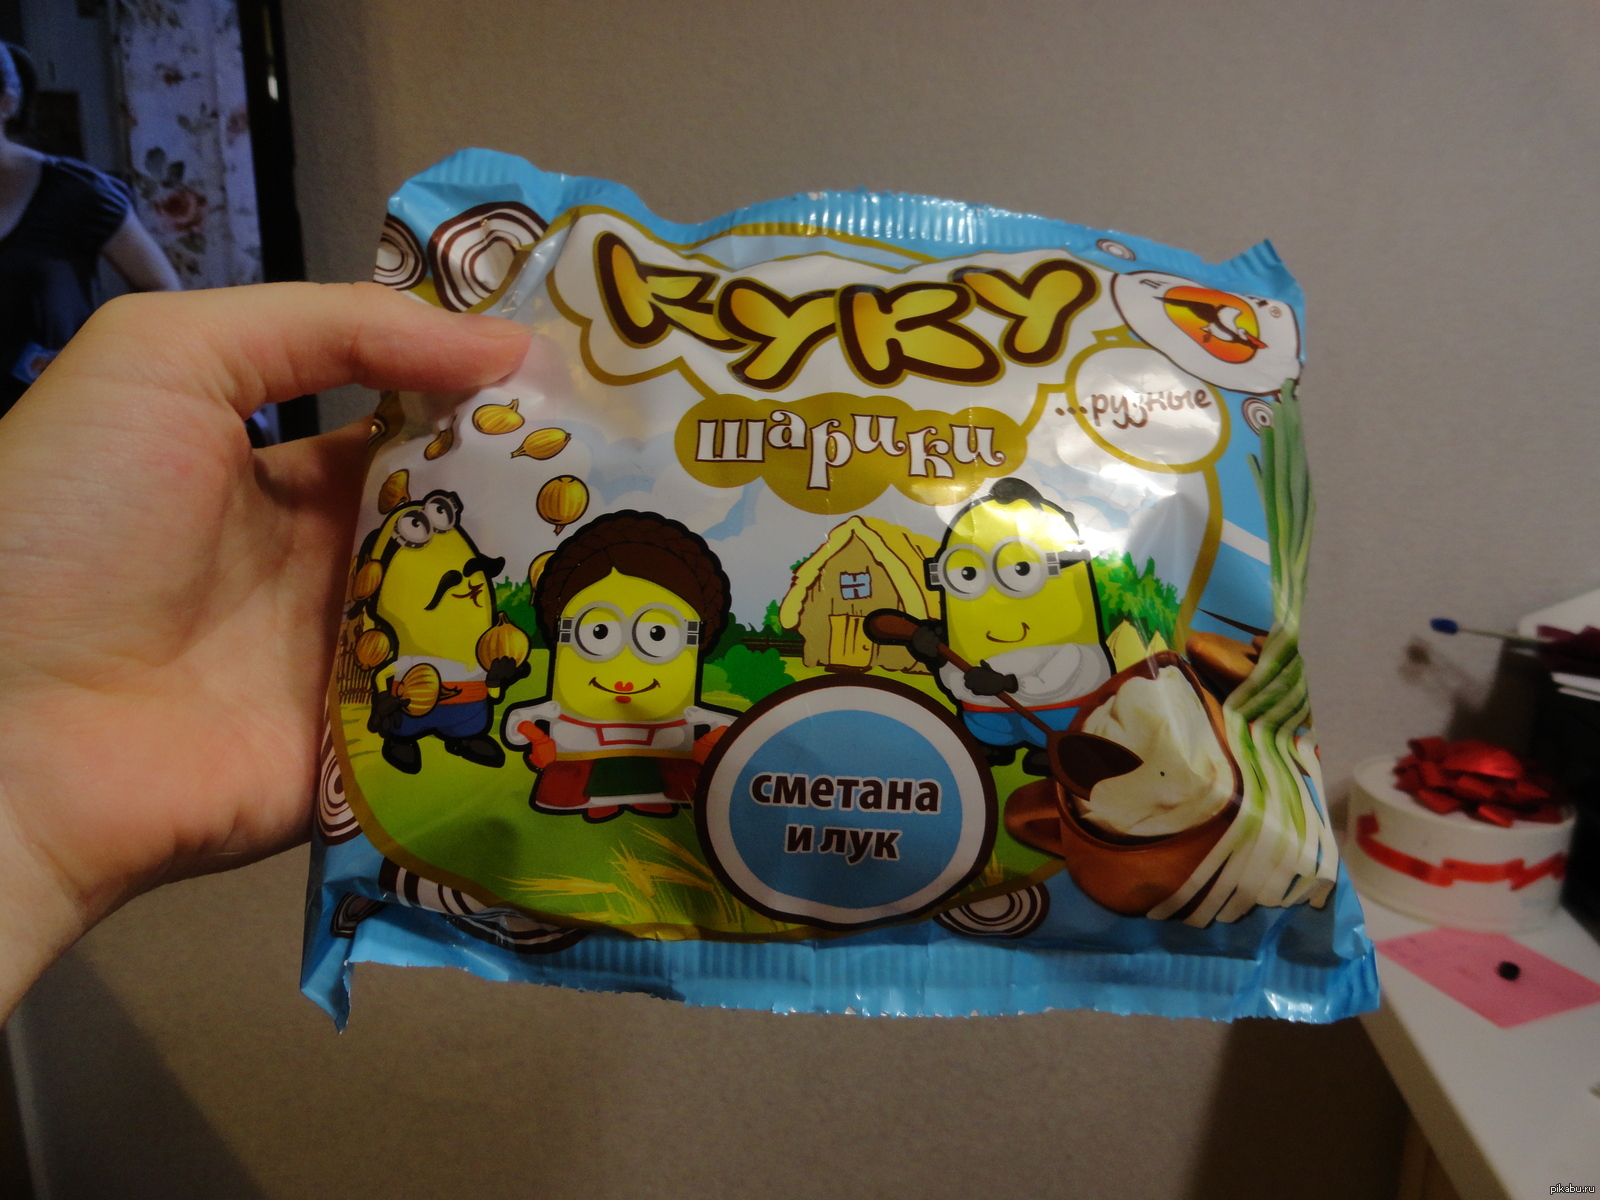 КУКУ
...рузные
шарики
сметана
и лук
pikabu.ru